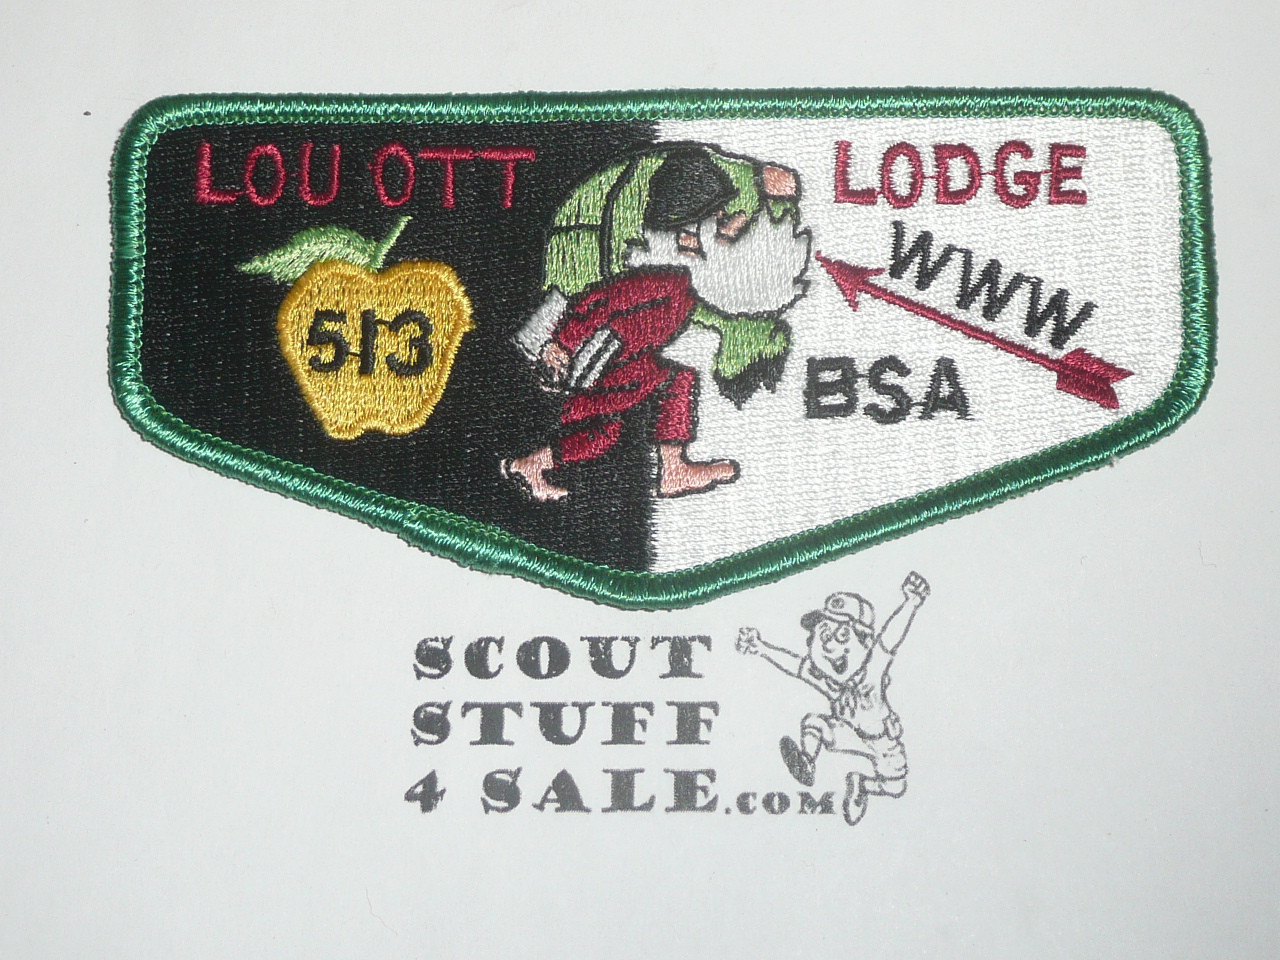 LOU OTT LODGE
513
WWW
BSA
SCOUT
STUFF
4 SALE.COM